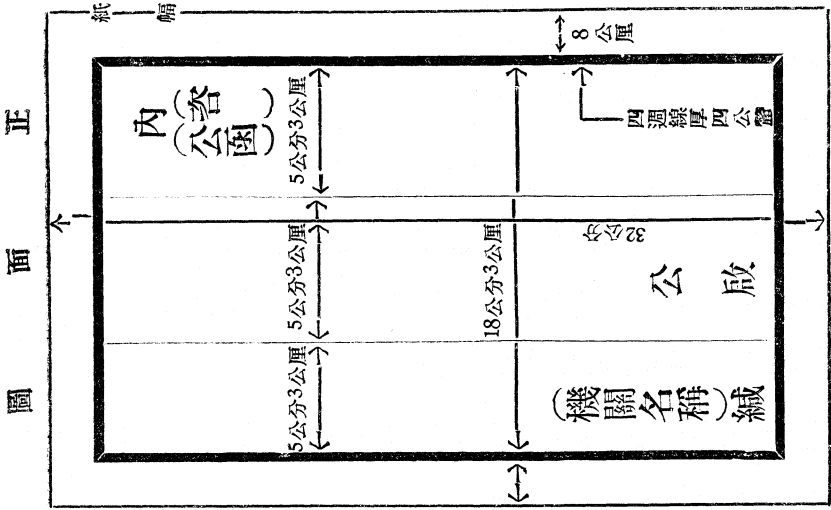 正面圖
紙幅
8公厘
四週線厚四公釐
內（咨）（公函）
5公分3公厘
5公分3公厘
5公分3公厘
18公分3公厘
32公分
公啟
（機關名稱）緘